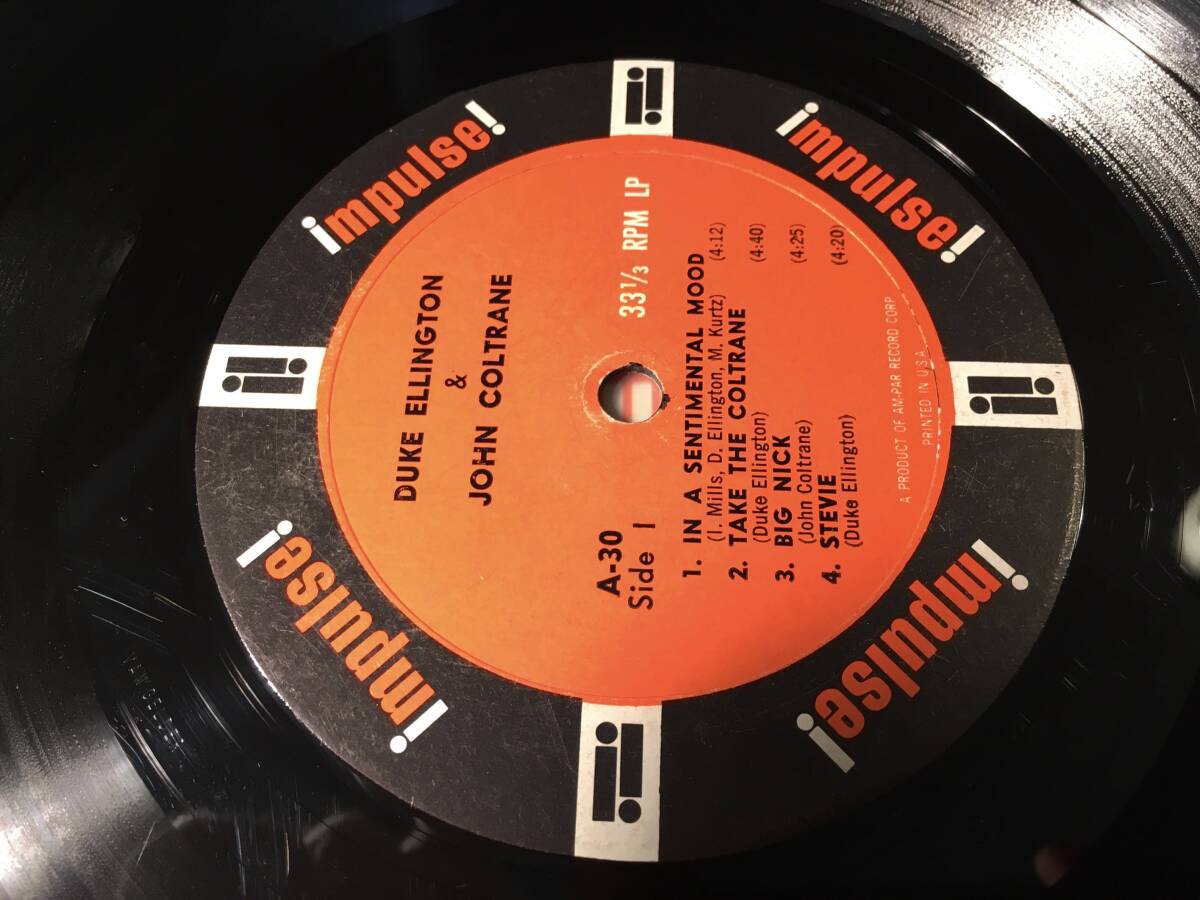 impulse!
impulse!
impulse!
impulse!
DUKE ELLINGTON
&
JOHN COLTRANE
33 1/3 RPM LP
A-30
Side 1
1. IN A SENTIMENTAL MOOD
(I. Mills, D. Ellington, M. Kurtz) (4:12)
2. TAKE THE COLTRANE (4:40)
(Duke Ellington)
3. BIG NICK (4:25)
(John Coltrane)
4. STEVIE (4:20)
(Duke Ellington)
A PRODUCT OF AM-PAR RECORD CORP.
PRINTED IN U.S.A.